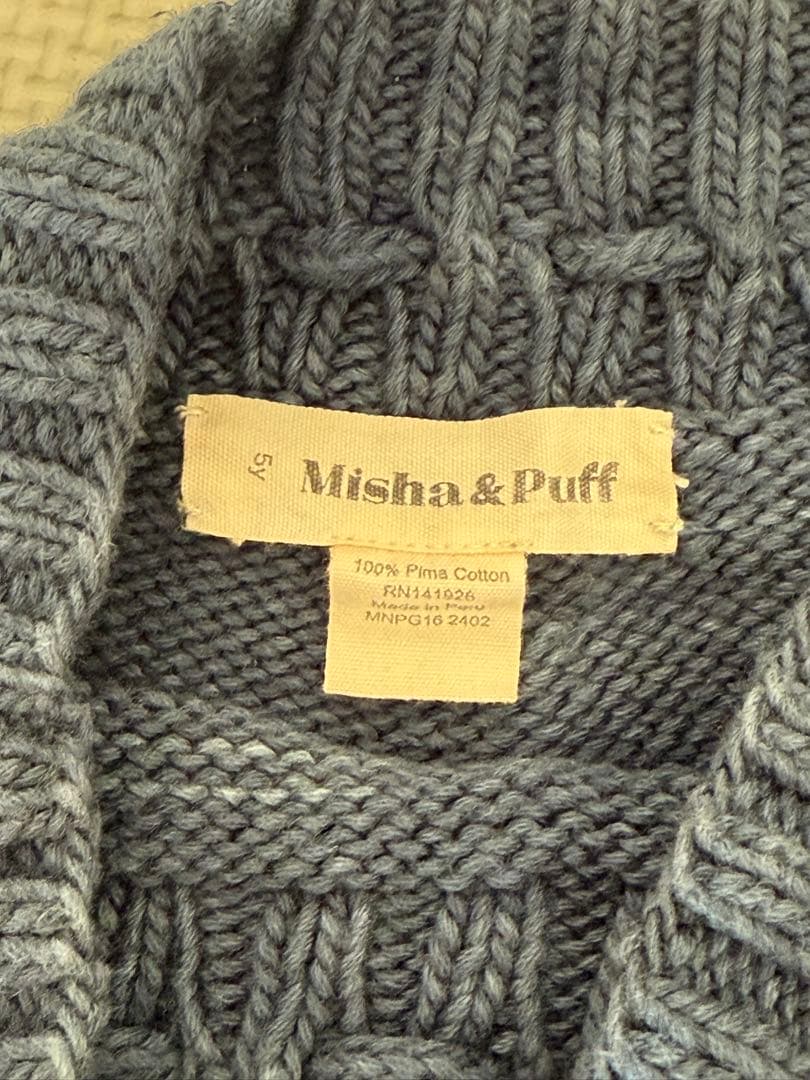 5y
Misha & Puff
100% Pima Cotton
RN141926
Made in Peru
MNPG16 2402